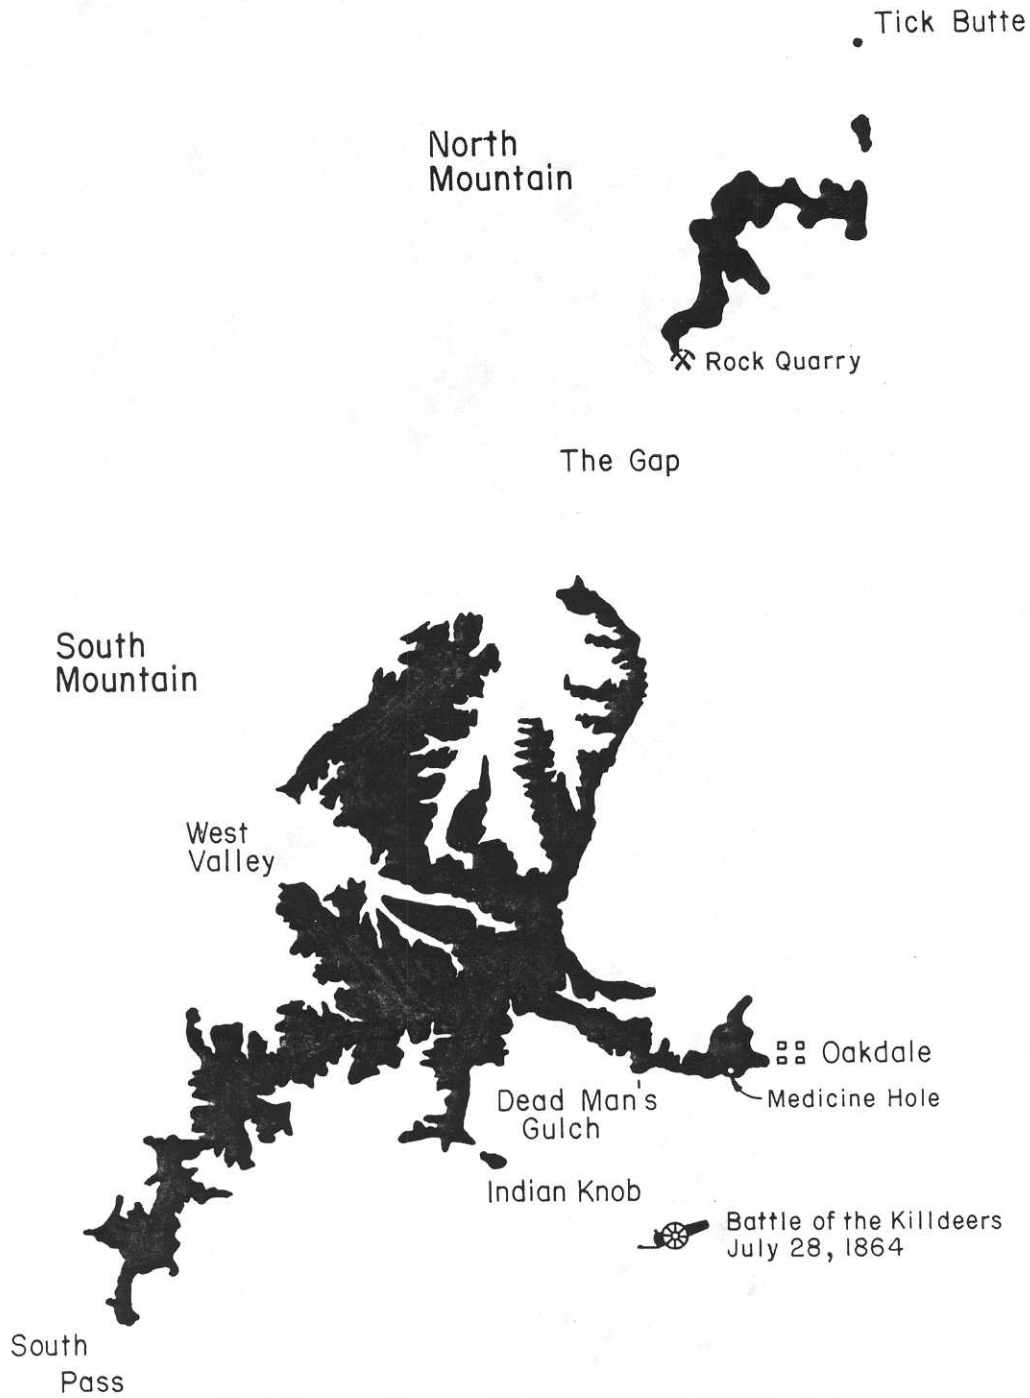 Tick Butte
North
Mountain
Rock Quarry
The Gap
South
Mountain
West
Valley
Oakdale
Medicine Hole
Dead Man's
Gulch
Indian Knob
Battle of the Killdeers
July 28, 1864
South
Pass